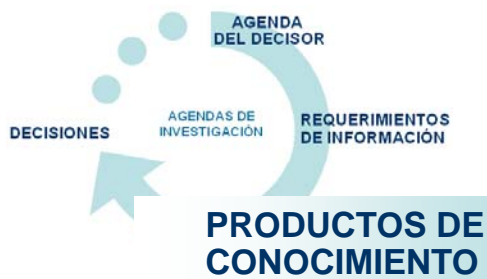 AGENDA
DEL DECISOR
AGENDAS DE
INVESTIGACIÓN
REQUERIMIENTOS
DE INFORMACIÓN
DECISIONES
PRODUCTOS DE
CONOCIMIENTO